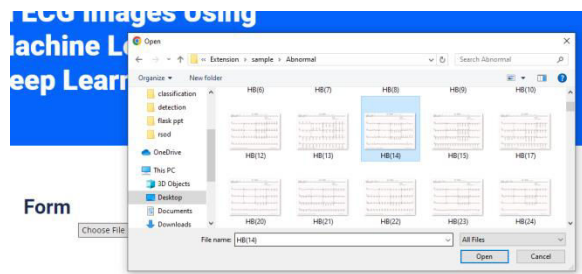 ECG Images Using
Machine L
eep Learn
Open
Extension > sample > Abnormal
Search Abnormal
Organize
New folder
classification
detection
flask ppt
rsod
OneDrive
This PC
3D Objects
Desktop
Documents
Downloads
HB(6)
HB(7)
HB(8)
HB(9)
HB(10)
HB(12)
HB(13)
HB(14)
HB(15)
HB(17)
HB(20)
HB(21)
HB(22)
HB(23)
HB(24)
Form
Choose File
File name: HB(14)
All Files
Open
Cancel